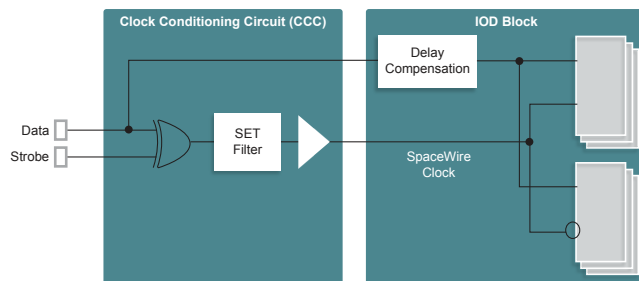 Clock Conditioning Circuit (CCC)
IOD Block
Delay
Compensation
Data
Strobe
SET
Filter
SpaceWire
Clock